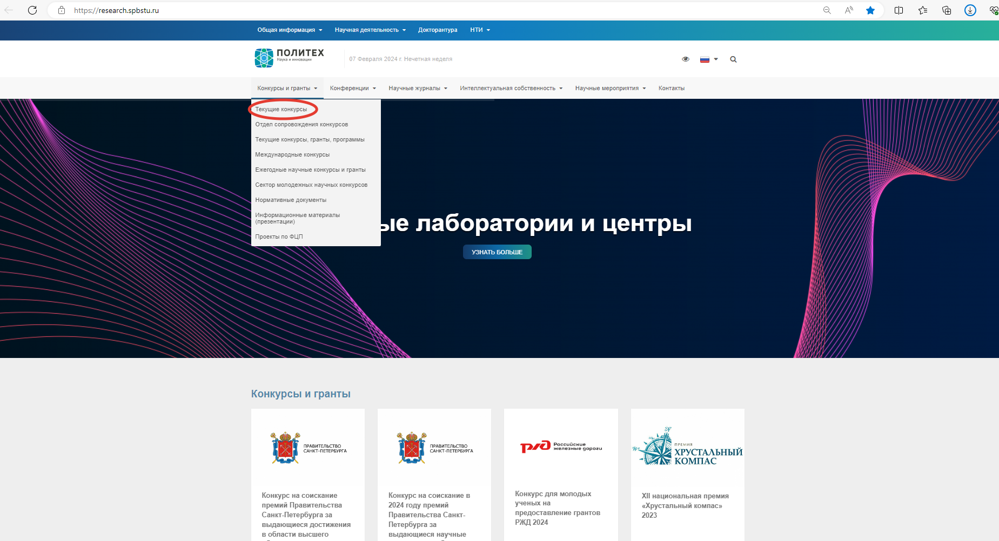 https://research.spbstu.ru
Общая информация
Научная деятельность
Докторантура
НТИ
ПОЛИТЕХ
Наука и инновации
07 Февраля 2024 г. Нечетная неделя
Конкурсы и гранты
Конференции
Научные журналы
Интеллектуальная собственность
Научные мероприятия
Контакты
Текущие конкурсы
Отдел сопровождения конкурсов
Текущие конкурсы, гранты, программы
Международные конкурсы
Ежегодные научные конкурсы и гранты
Сектор молодежных научных конкурсов
Нормативные документы
Информационные материалы
(презентации)
Проекты по ФЦП
ые лаборатории и центры
УЗНАТЬ БОЛЬШЕ
Конкурсы и гранты
ПРАВИТЕЛЬСТВО
САНКТ-ПЕТЕРБУРГА
Конкурс на соискание
премий Правительства
Санкт-Петербурга за
выдающиеся достижения
в области высшего
ПРАВИТЕЛЬСТВО
САНКТ-ПЕТЕРБУРГА
Конкурс на соискание в
2024 году премий
Правительства Санкт-
Петербурга за
выдающиеся научные
ржд
Российские
железные дороги
Конкурс для молодых
ученых на
предоставление грантов
РЖД 2024
ПРЕМИЯ
ХРУСТАЛЬНЫЙ
КОМПАС
XII национальная премия
«Хрустальный компас»
2023